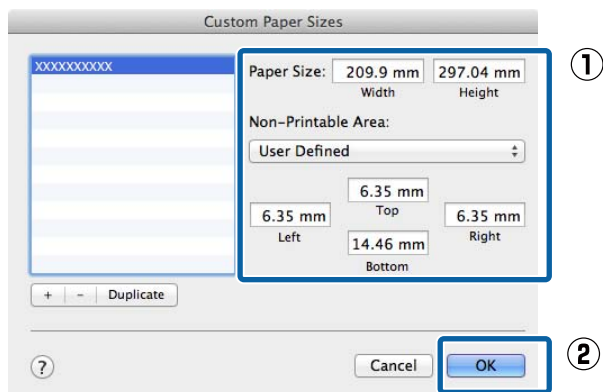 Custom Paper Sizes
XXXXXXXXXX
Paper Size: 209.9 mm 297.04 mm
Width Height
Non-Printable Area:
User Defined
6.35 mm
Top
6.35 mm 6.35 mm
Left Right
14.46 mm
Bottom
+ - Duplicate
? Cancel OK
①
②